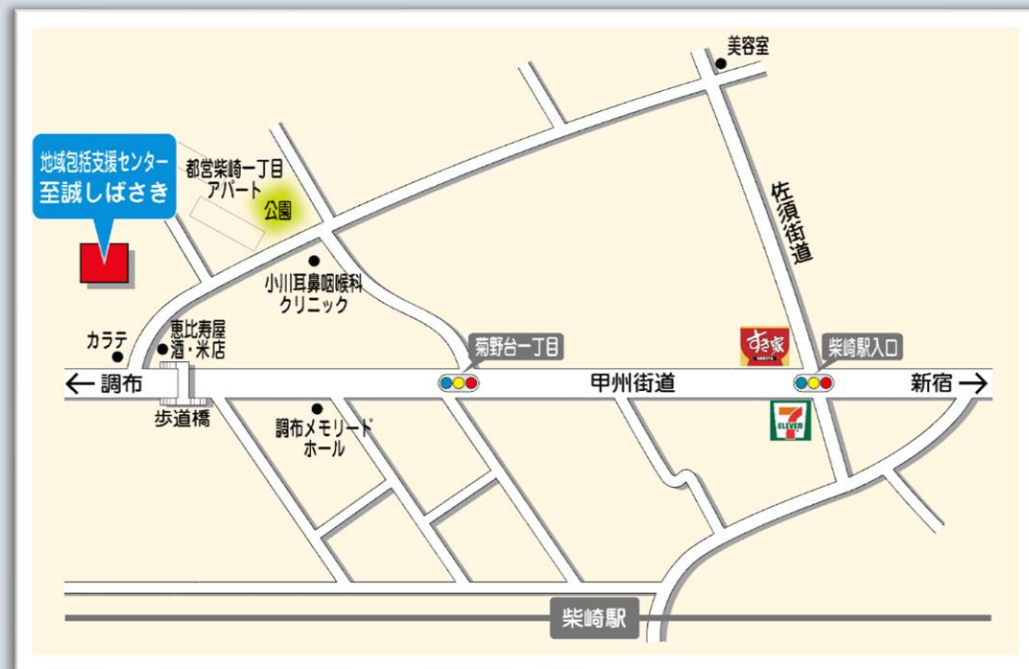 美容室
地域包括支援センター
至誠しばさき
都営柴崎一丁目
アパート
公園
佐須街道
小川耳鼻咽喉科
クリニック
カラテ
恵比寿屋
酒・米店
菊野台一丁目
すき家
柴崎駅入口
←調布
甲州街道
新宿→
歩道橋
調布メモリード
ホール
7
ELEVEn
柴崎駅